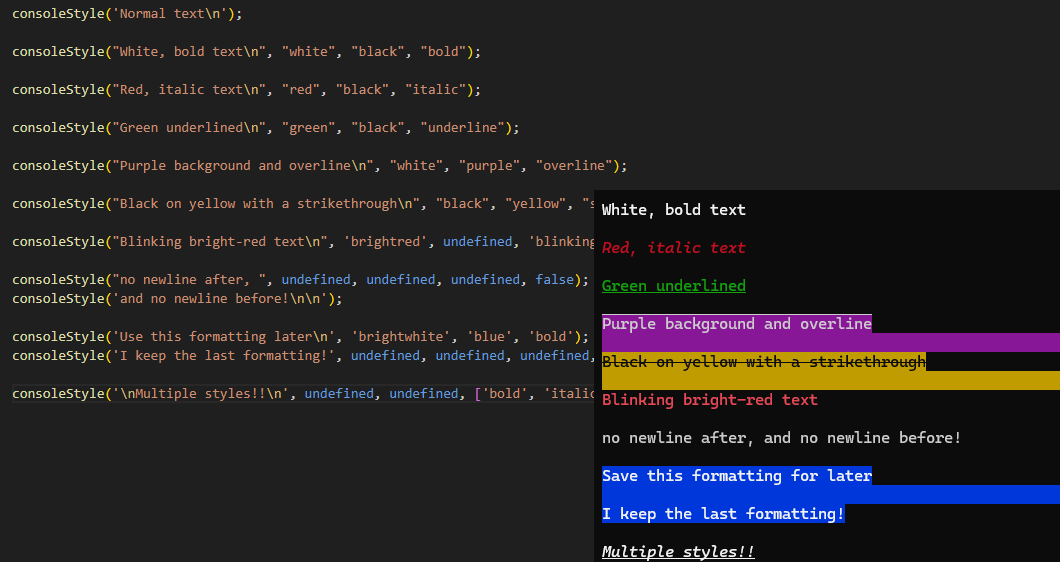 consoleStyle('Normal text\n');
consoleStyle("White, bold text\n", "white", "black", "bold");
consoleStyle("Red, italic text\n", "red", "black", "italic");
consoleStyle("Green underlined\n", "green", "black", "underline");
consoleStyle("Purple background and overline\n", "white", "purple", "overline");
consoleStyle("Black on yellow with a strikethrough\n", "black", "yellow", "s
consoleStyle("Blinking bright-red text\n", 'brightred', undefined, 'blinking
consoleStyle("no newline after, ", undefined, undefined, undefined, false);
consoleStyle('and no newline before!\n\n');
consoleStyle('Use this formatting later\n', 'brightwhite', 'blue', 'bold');
consoleStyle('I keep the last formatting!', undefined, undefined, undefined,
consoleStyle('\nMultiple styles!!\n', undefined, undefined, ['bold', 'italic
White, bold text
Red, italic text
Green underlined
Purple background and overline
Black on yellow with a strikethrough
Blinking bright-red text
no newline after, and no newline before!
Save this formatting for later
I keep the last formatting!
Multiple styles!!